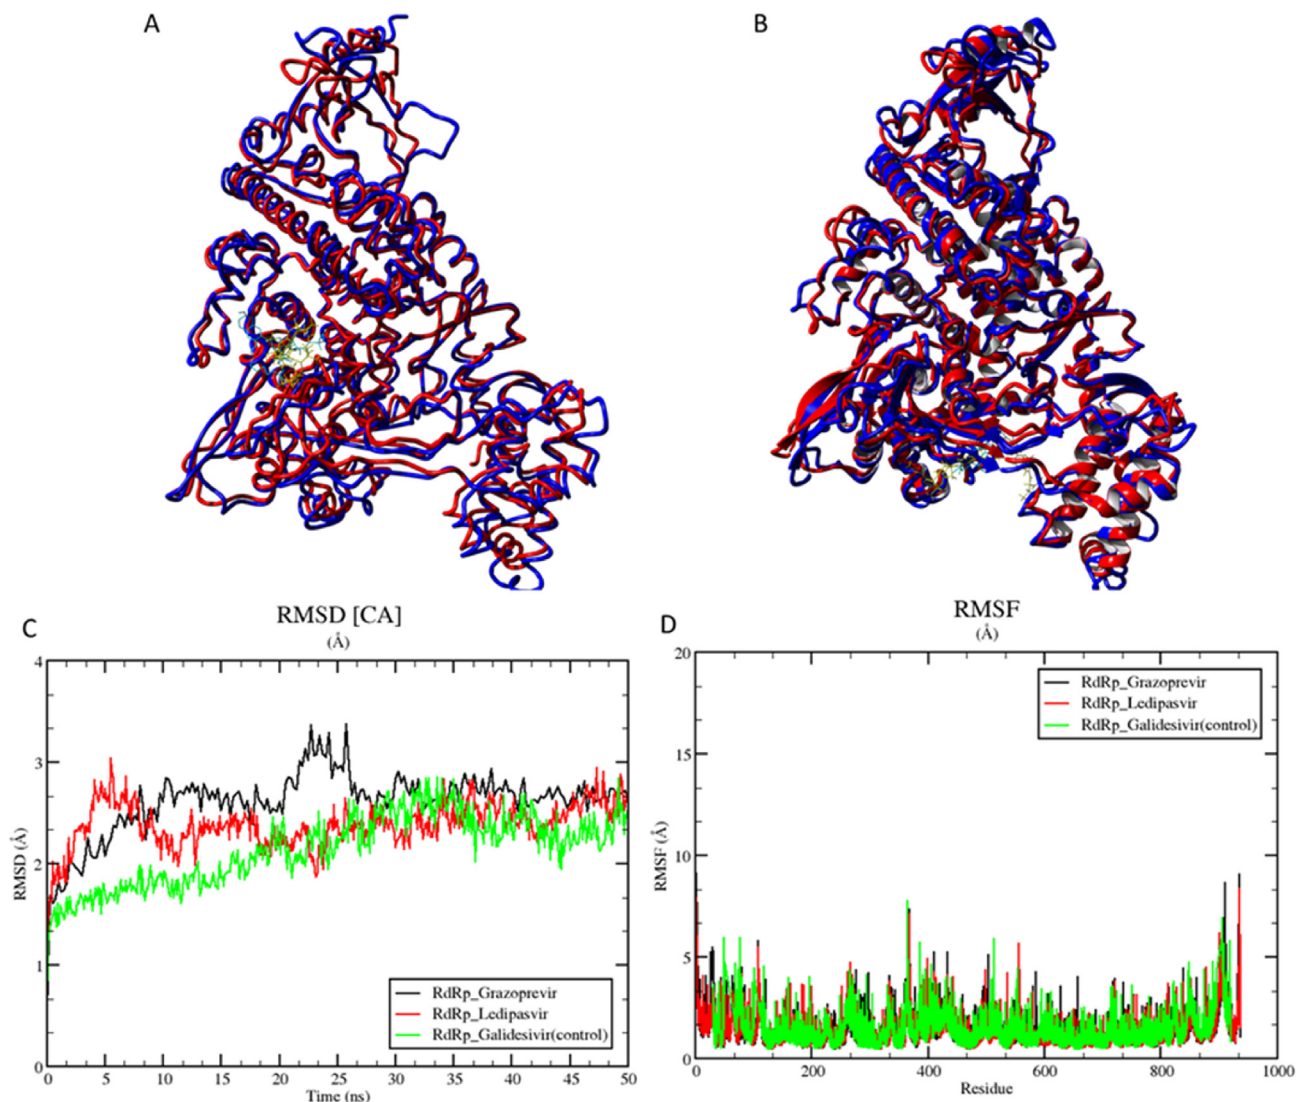 A
B
C
RMSD [CA]
(Å)
4
3
2
1
0
RMSD (Å)
0 5 10 15 20 25 30 35 40 45 50
Time (ns)
RdRp_Grazoprevir
RdRp_Ledipasvir
RdRp_Galidesivir(control)
D
RMSF
(Å)
20
15
10
5
0
RMSF (Å)
0 200 400 600 800 1000
Residue
RdRp_Grazoprevir
RdRp_Ledipasvir
RdRp_Galidesivir(control)